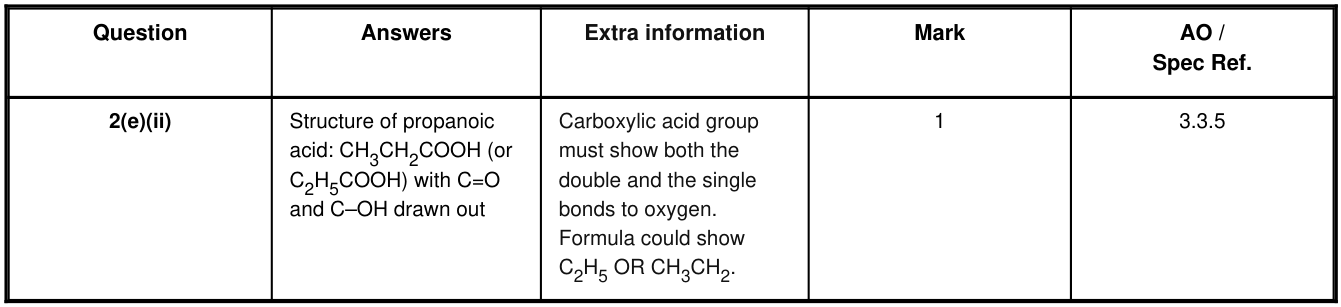 Question Answers Extra information Mark AO /
Spec Ref.
2(e)(ii) Structure of propanoic Carboxylic acid group 1 3.3.5
acid: CH3CH2COOH (or must show both the
C2H5COOH) with C=O double and the single
and C–OH drawn out bonds to oxygen.
Formula could show
C2H5 OR CH3CH2.